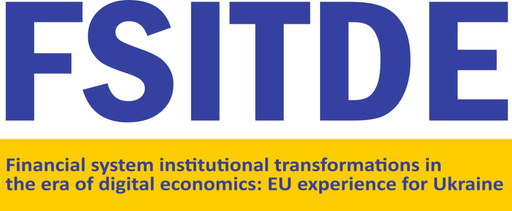 FSITDE
Financial system institutional transformations in
the era of digital economics: EU experience for Ukraine